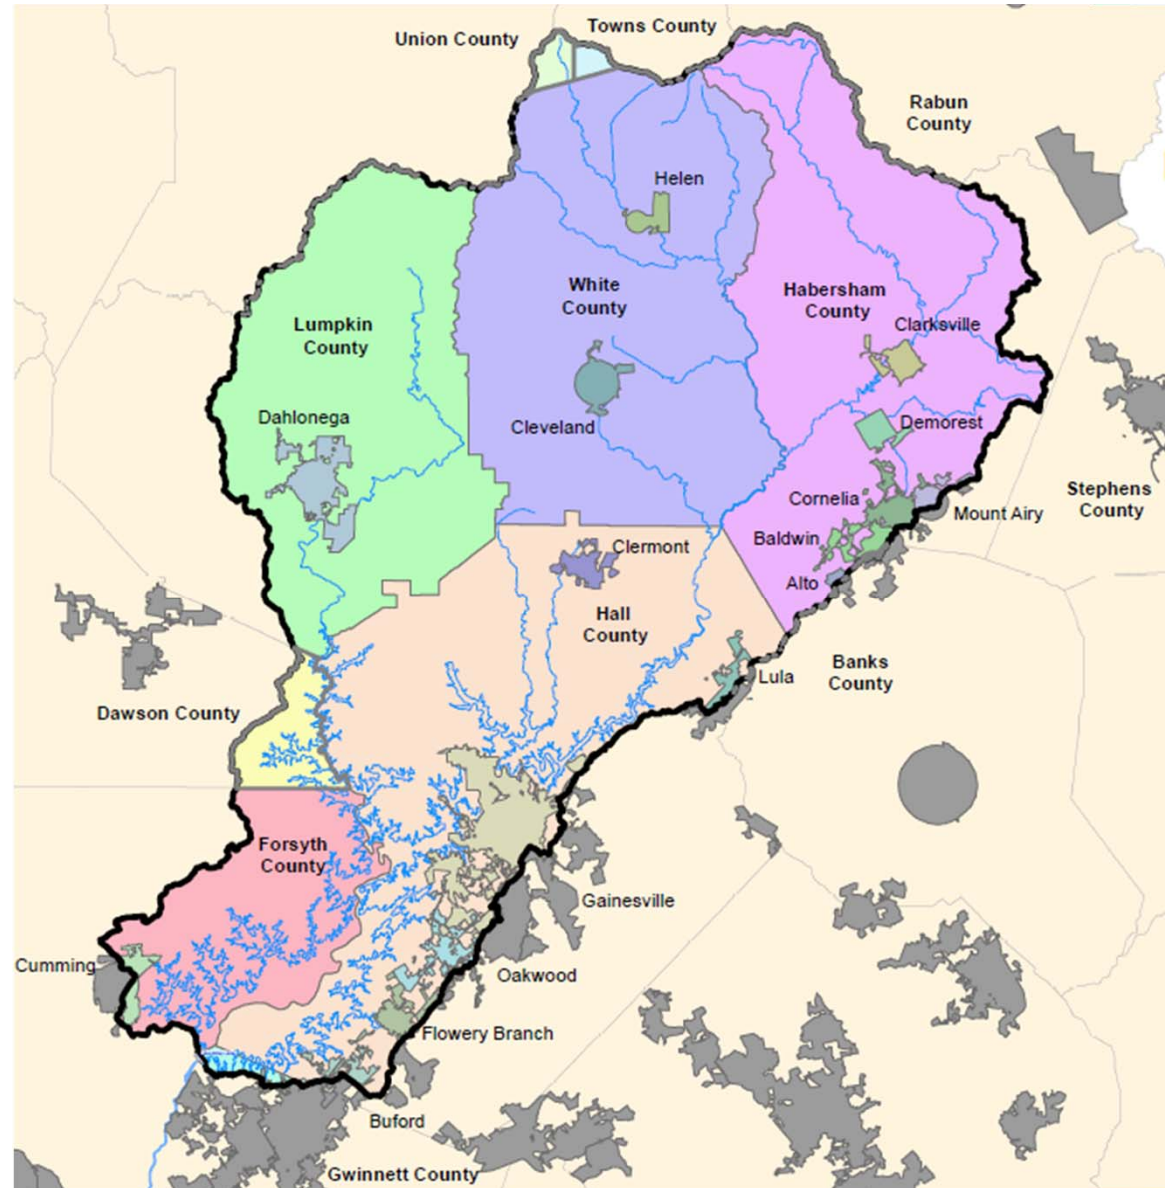 Towns County
Union County
Rabun
County
Helen
White
County
Habersham
County
Clarksville
Lumpkin
County
Dahlonega
Cleveland
Demorest
Cornelia
Mount Airy
Stephens
County
Baldwin
Clermont
Alto
Hall
County
Lula
Banks
County
Dawson County
Forsyth
County
Gainesville
Cumming
Oakwood
Flowery Branch
Buford
Gwinnett County